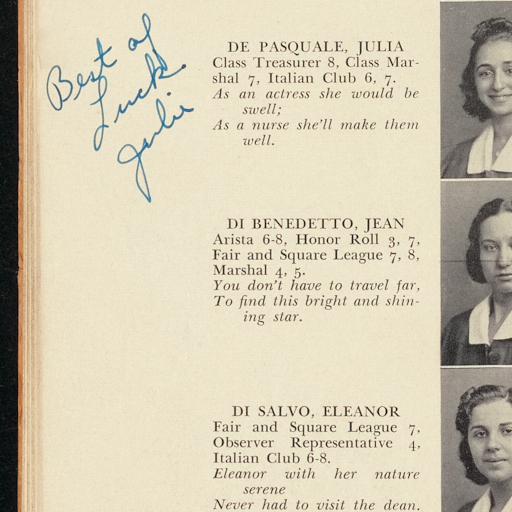 Best of
Luck.
Julie
DE PASQUALE, JULIA
Class Treasurer 8, Class Mar-
shal 7, Italian Club 6, 7.
As an actress she would be
swell;
As a nurse she'll make them
well.
DI BENEDETTO, JEAN
Arista 6-8, Honor Roll 3, 7,
Fair and Square League 7, 8,
Marshal 4, 5.
You don't have to travel far,
To find this bright and shin-
ing star.
DI SALVO, ELEANOR
Fair and Square League 7,
Observer Representative 4,
Italian Club 6-8.
Eleanor with her nature
serene
Never had to visit the dean.